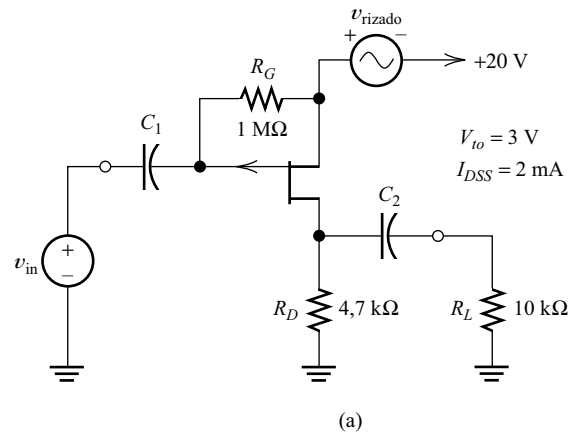 v_rizado
+ −
+20 V
R_G
1 MΩ
C_1
V_to = 3 V
I_DSS = 2 mA
C_2
+
v_in
−
R_D 4,7 kΩ
R_L 10 kΩ
(a)